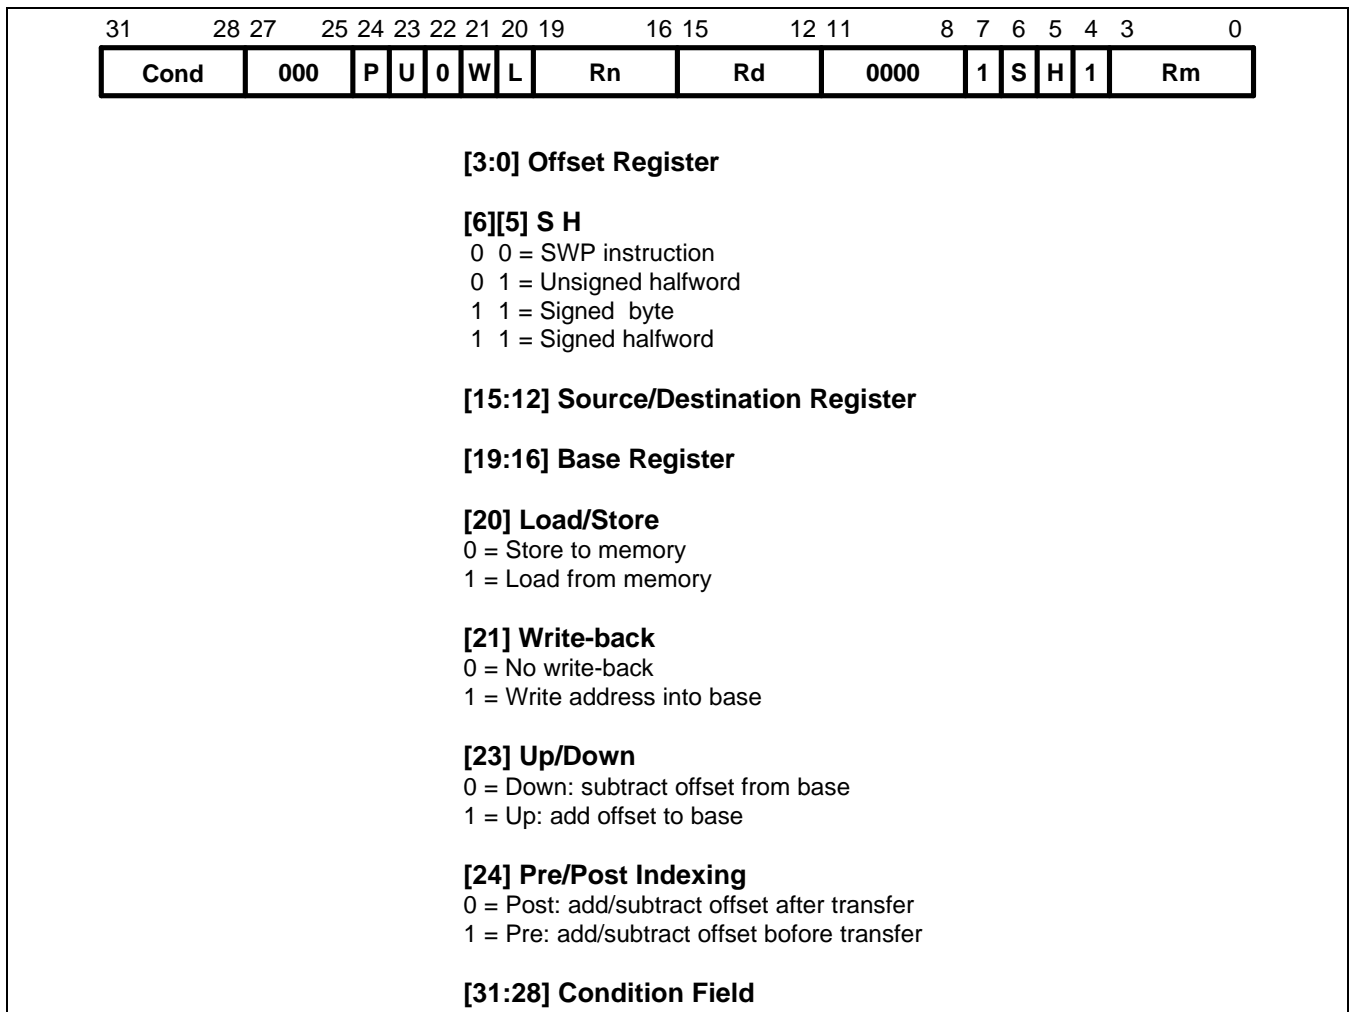 31 28 27 25 24 23 22 21 20 19 16 15 12 11 8 7 6 5 4 3 0
Cond 000 P U 0 W L Rn Rd 0000 1 S H 1 Rm
[3:0] Offset Register
[6][5] S H
0 0 = SWP instruction
0 1 = Unsigned halfword
1 1 = Signed byte
1 1 = Signed halfword
[15:12] Source/Destination Register
[19:16] Base Register
[20] Load/Store
0 = Store to memory
1 = Load from memory
[21] Write-back
0 = No write-back
1 = Write address into base
[23] Up/Down
0 = Down: subtract offset from base
1 = Up: add offset to base
[24] Pre/Post Indexing
0 = Post: add/subtract offset after transfer
1 = Pre: add/subtract offset bofore transfer
[31:28] Condition Field